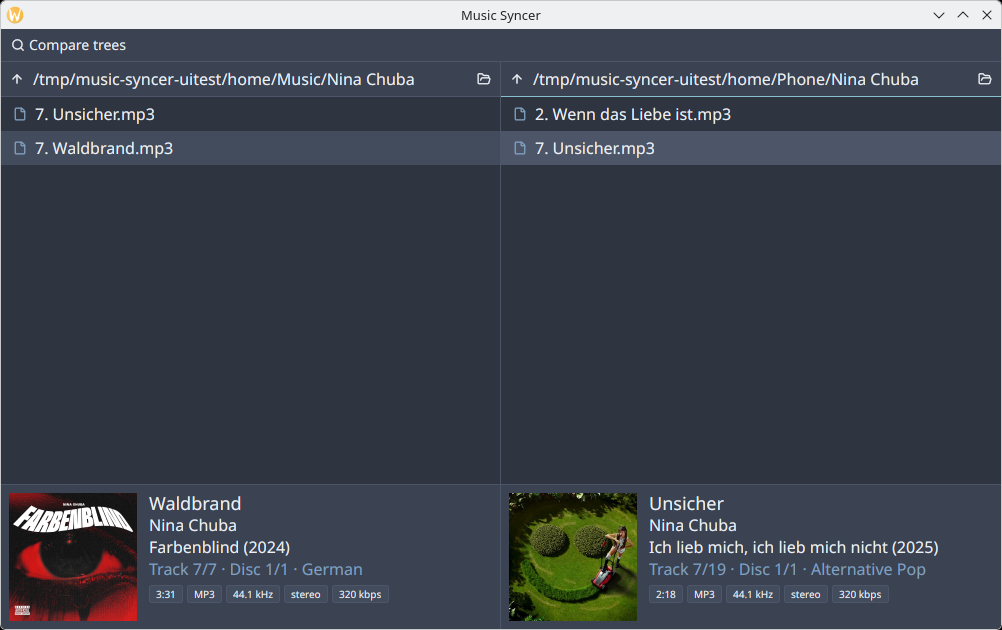 Music Syncer
Compare trees
/tmp/music-syncer-uitest/home/Music/Nina Chuba
7. Unsicher.mp3
7. Waldbrand.mp3
/tmp/music-syncer-uitest/home/Phone/Nina Chuba
2. Wenn das Liebe ist.mp3
7. Unsicher.mp3
NINA CHUBA
FARBENBLIND
Waldbrand
Nina Chuba
Farbenblind (2024)
Track 7/7 · Disc 1/1 · German
3:31 MP3 44.1 kHz stereo 320 kbps
Unsicher
Nina Chuba
Ich lieb mich, ich lieb mich nicht (2025)
Track 7/19 · Disc 1/1 · Alternative Pop
2:18 MP3 44.1 kHz stereo 320 kbps